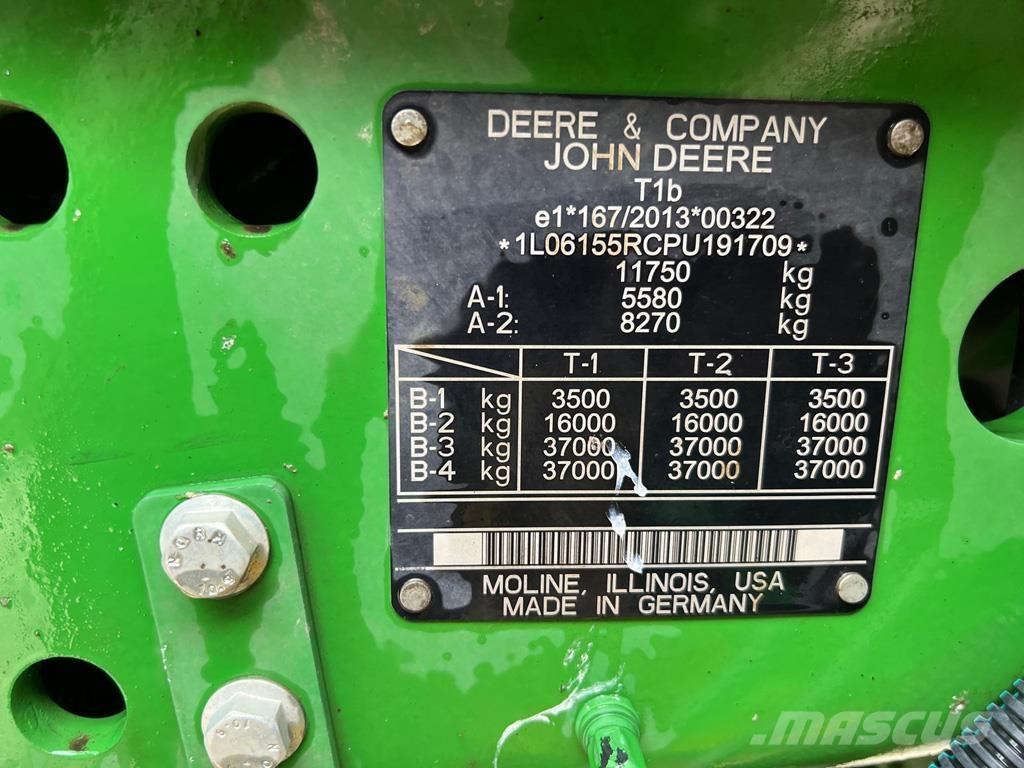 DEERE & COMPANY
JOHN DEERE
T1b
e1*167/2013*00322
*1L06155RCPU191709*
11750 kg
A-1: 5580 kg
A-2: 8270 kg
T-1 T-2 T-3
B-1 kg 3500 3500 3500
B-2 kg 16000 16000 16000
B-3 kg 37000 37000 37000
B-4 kg 37000 37000 37000
MOLINE, ILLINOIS, USA
MADE IN GERMANY
MASCUS